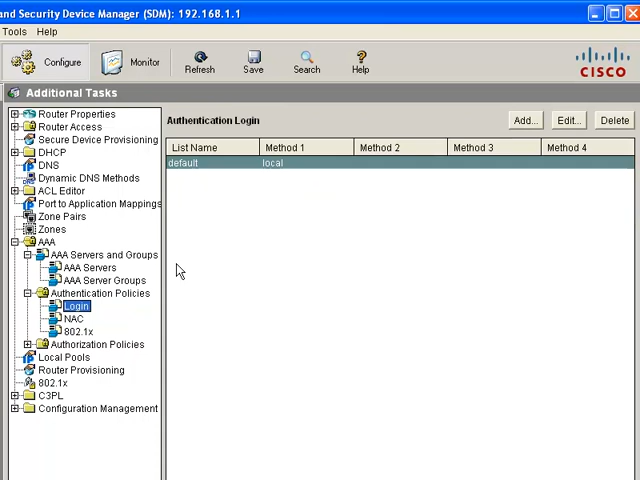 and Security Device Manager (SDM): 192.168.1.1
Tools Help
Configure Monitor Refresh Save Search Help CISCO
Additional Tasks
Router Properties
Router Access
Secure Device Provisioning
DHCP
DNS
Dynamic DNS Methods
ACL Editor
Port to Application Mappings
Zone Pairs
Zones
AAA
AAA Servers and Groups
AAA Servers
AAA Server Groups
Authentication Policies
Login
NAC
802.1x
Authorization Policies
Local Pools
Router Provisioning
802.1x
C3PL
Configuration Management
Authentication Login Add... Edit... Delete
List Name Method 1 Method 2 Method 3 Method 4
default local